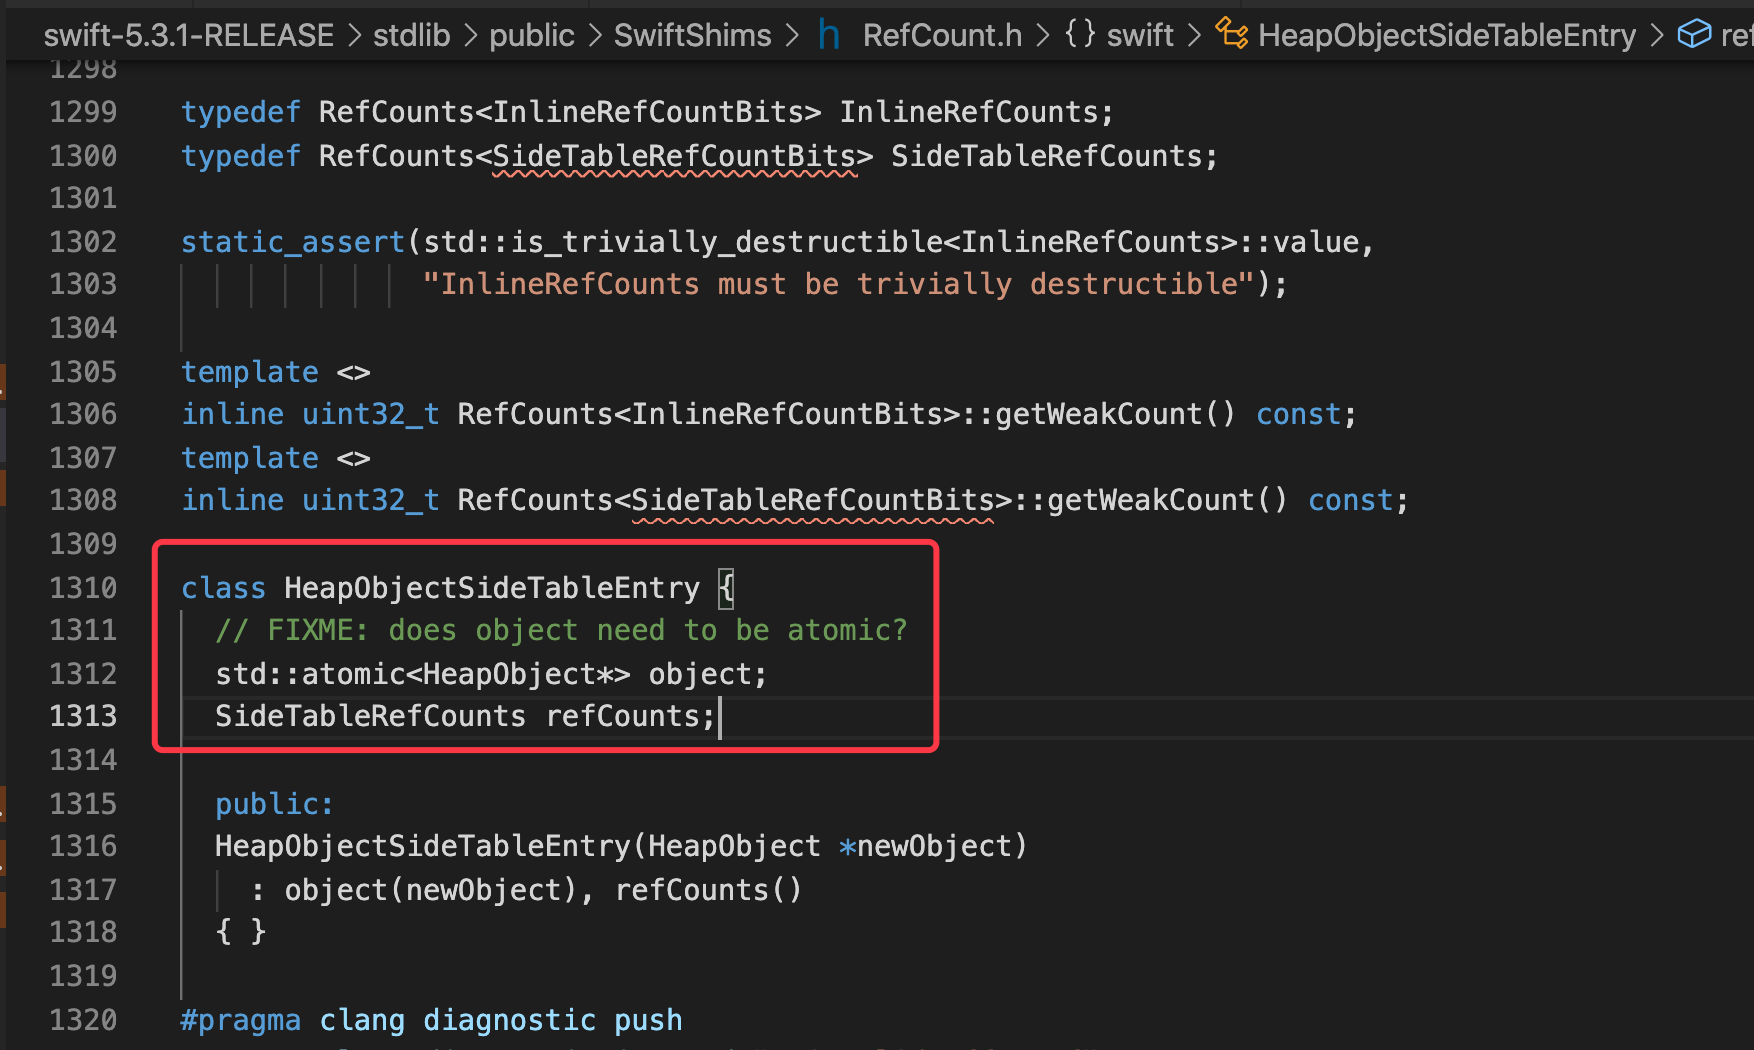 swift-5.3.1-RELEASE > stdlib > public > SwiftShims > h RefCount.h > {} swift > HeapObjectSideTableEntry > ref
1298
1299 typedef RefCounts<InlineRefCountBits> InlineRefCounts;
1300 typedef RefCounts<SideTableRefCountBits> SideTableRefCounts;
1301
1302 static_assert(std::is_trivially_destructible<InlineRefCounts>::value,
1303 "InlineRefCounts must be trivially destructible");
1304
1305 template <>
1306 inline uint32_t RefCounts<InlineRefCountBits>::getWeakCount() const;
1307 template <>
1308 inline uint32_t RefCounts<SideTableRefCountBits>::getWeakCount() const;
1309
1310 class HeapObjectSideTableEntry {
1311 // FIXME: does object need to be atomic?
1312 std::atomic<HeapObject*> object;
1313 SideTableRefCounts refCounts;
1314
1315 public:
1316 HeapObjectSideTableEntry(HeapObject *newObject)
1317 : object(newObject), refCounts()
1318 { }
1319
1320 #pragma clang diagnostic push